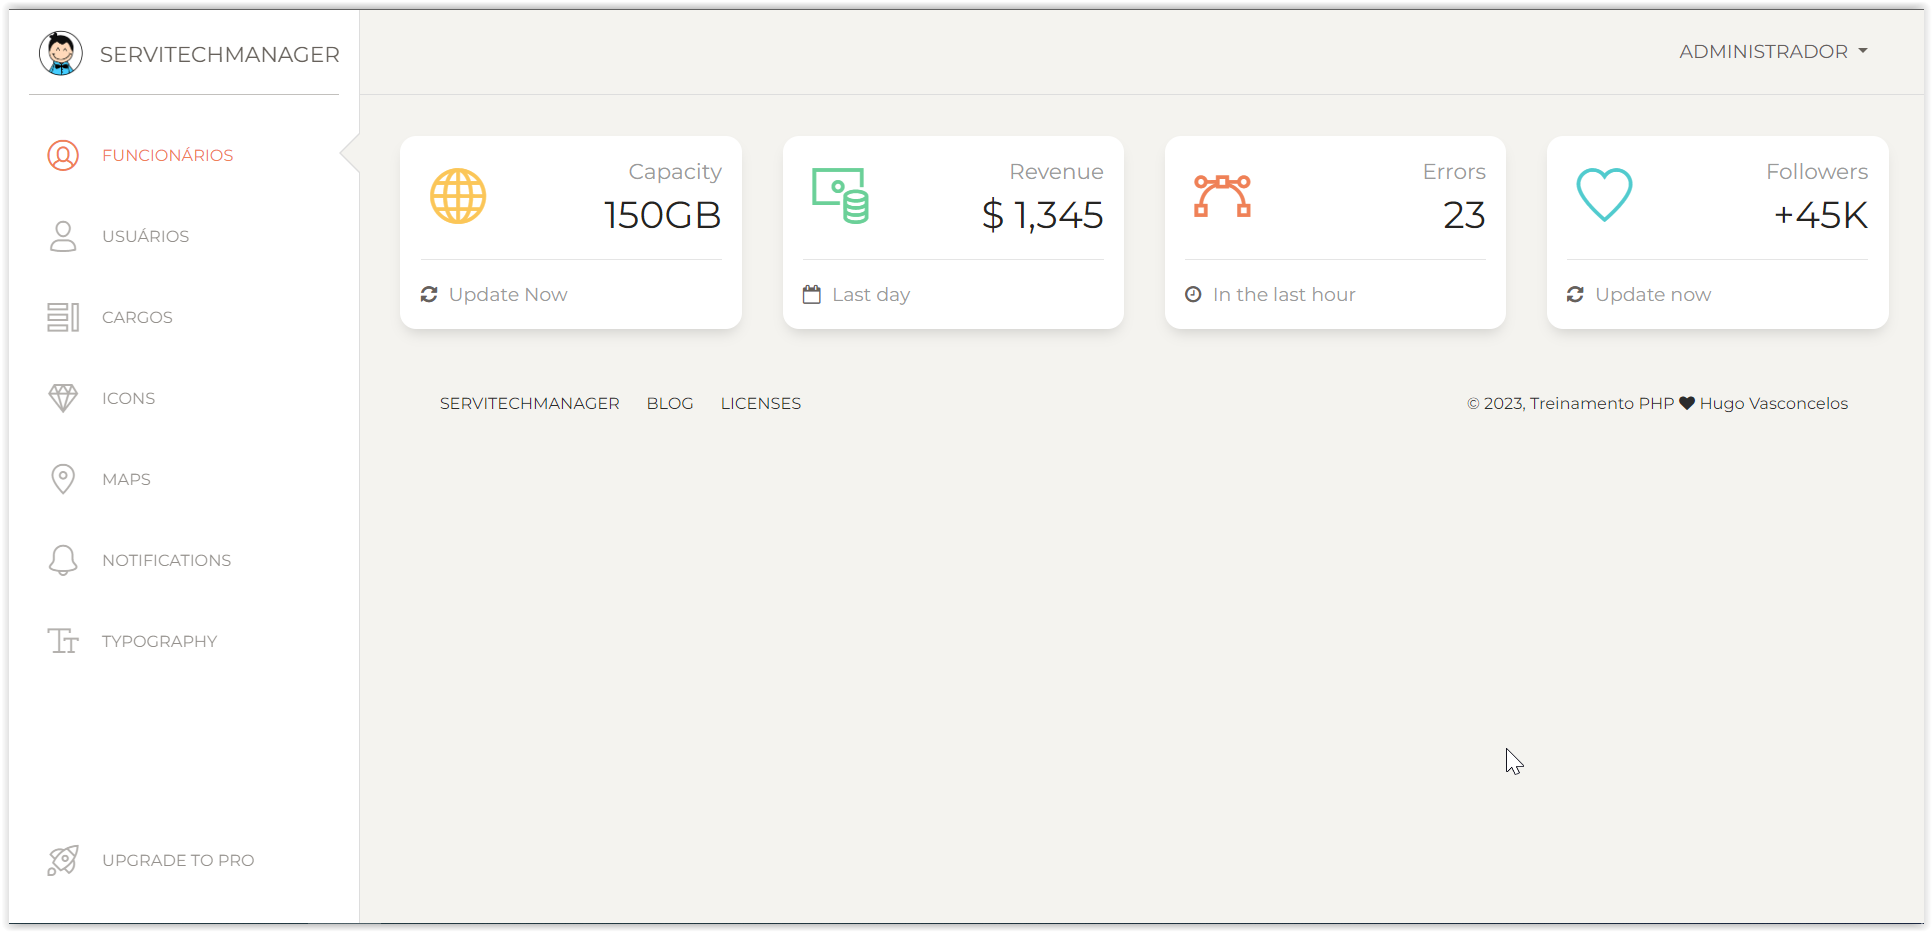 SERVITECHMANAGER
ADMINISTRADOR
FUNCIONÁRIOS
USUÁRIOS
CARGOS
ICONS
MAPS
NOTIFICATIONS
TYPOGRAPHY
UPGRADE TO PRO
Capacity
150GB
Update Now
Revenue
$ 1,345
Last day
Errors
23
In the last hour
Followers
+45K
Update now
SERVITECHMANAGER BLOG LICENSES
© 2023, Treinamento PHP ♥ Hugo Vasconcelos